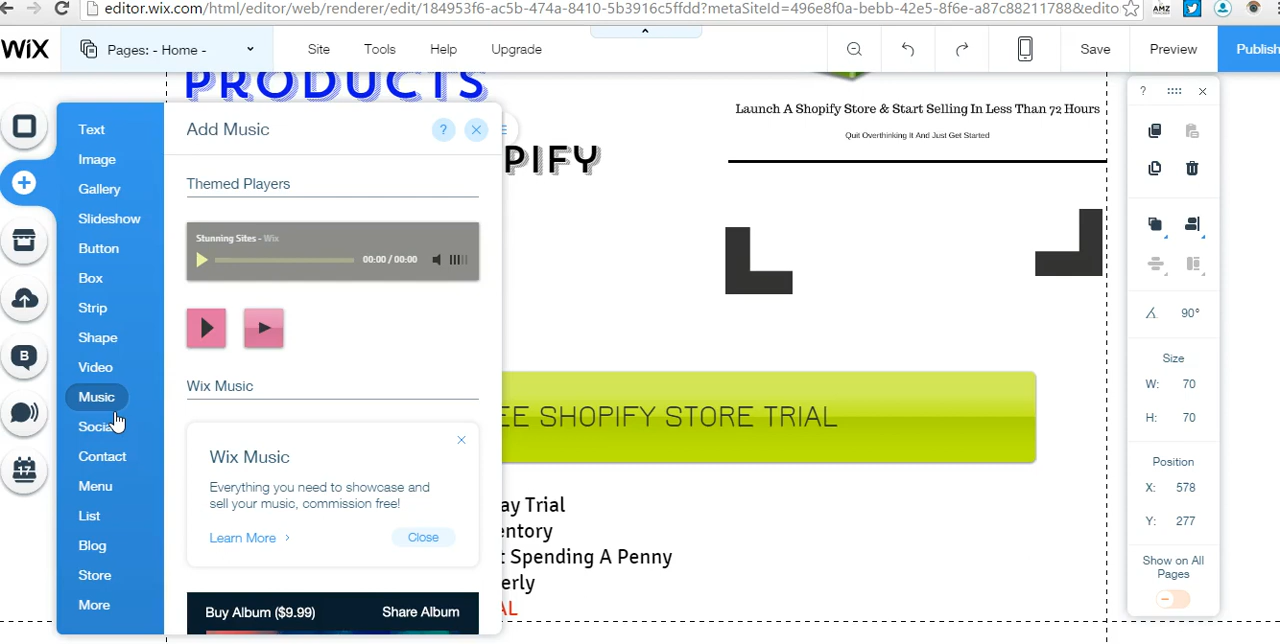 editor.wix.com/html/editor/web/renderer/edit/184953f6-ac5b-474a-8410-5b3916c5ffdd?metaSiteId=496e8f0a-bebb-42e5-8f6e-a87c88211788&edito
AMZ
WiX
Pages: - Home -
Site
Tools
Help
Upgrade
Save
Preview
Publish
PRODUCTS
PIFY
Launch A Shopify Store & Start Selling In Less Than 72 Hours
Quit Overthinking It And Just Get Started
EE SHOPIFY STORE TRIAL
ay Trial
entory
t Spending A Penny
erly
AL
Text
Image
Gallery
Slideshow
Button
Box
Strip
Shape
Video
Music
Social
Contact
Menu
List
Blog
Store
More
B
17
Add Music
?
Themed Players
Stunning Sites - Wix
00:00 / 00:00
Wix Music
Wix Music
Everything you need to showcase and
sell your music, commission free!
Learn More >
Close
Buy Album ($9.99)
Share Album
?
90°
Size
W: 70
H: 70
Position
X: 578
Y: 277
Show on All
Pages